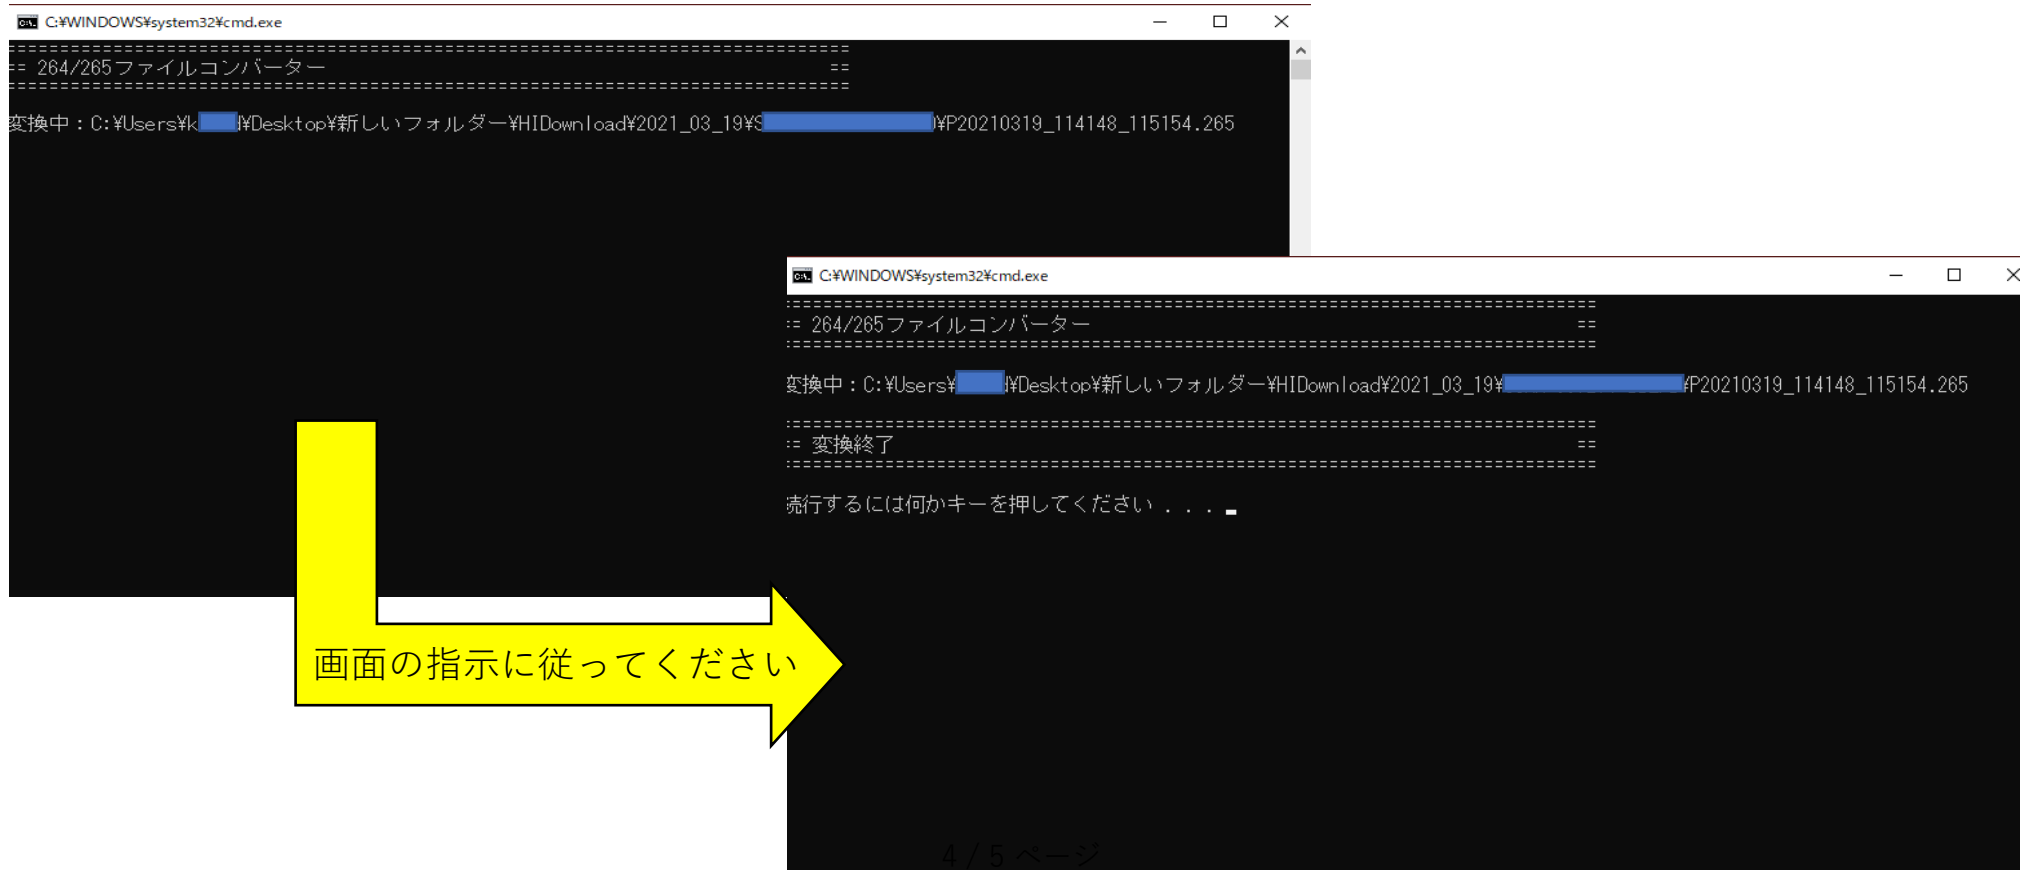 C:¥WINDOWS¥system32¥cmd.exe
================================================================================
== 264/265ファイルコンバーター ==
================================================================================
変換中：C:¥Users¥k d¥Desktop¥新しいフォルダー¥HIDownload¥2021_03_19¥S ¥P20210319_114148_115154.265
C:¥WINDOWS¥system32¥cmd.exe
================================================================================
== 264/265ファイルコンバーター ==
================================================================================
変換中：C:¥Users¥ d¥Desktop¥新しいフォルダー¥HIDownload¥2021_03_19¥ ¥P20210319_114148_115154.265
================================================================================
== 変換終了 ==
================================================================================
続行するには何かキーを押してください . . .
画面の指示に従ってください
4 / 5 ページ